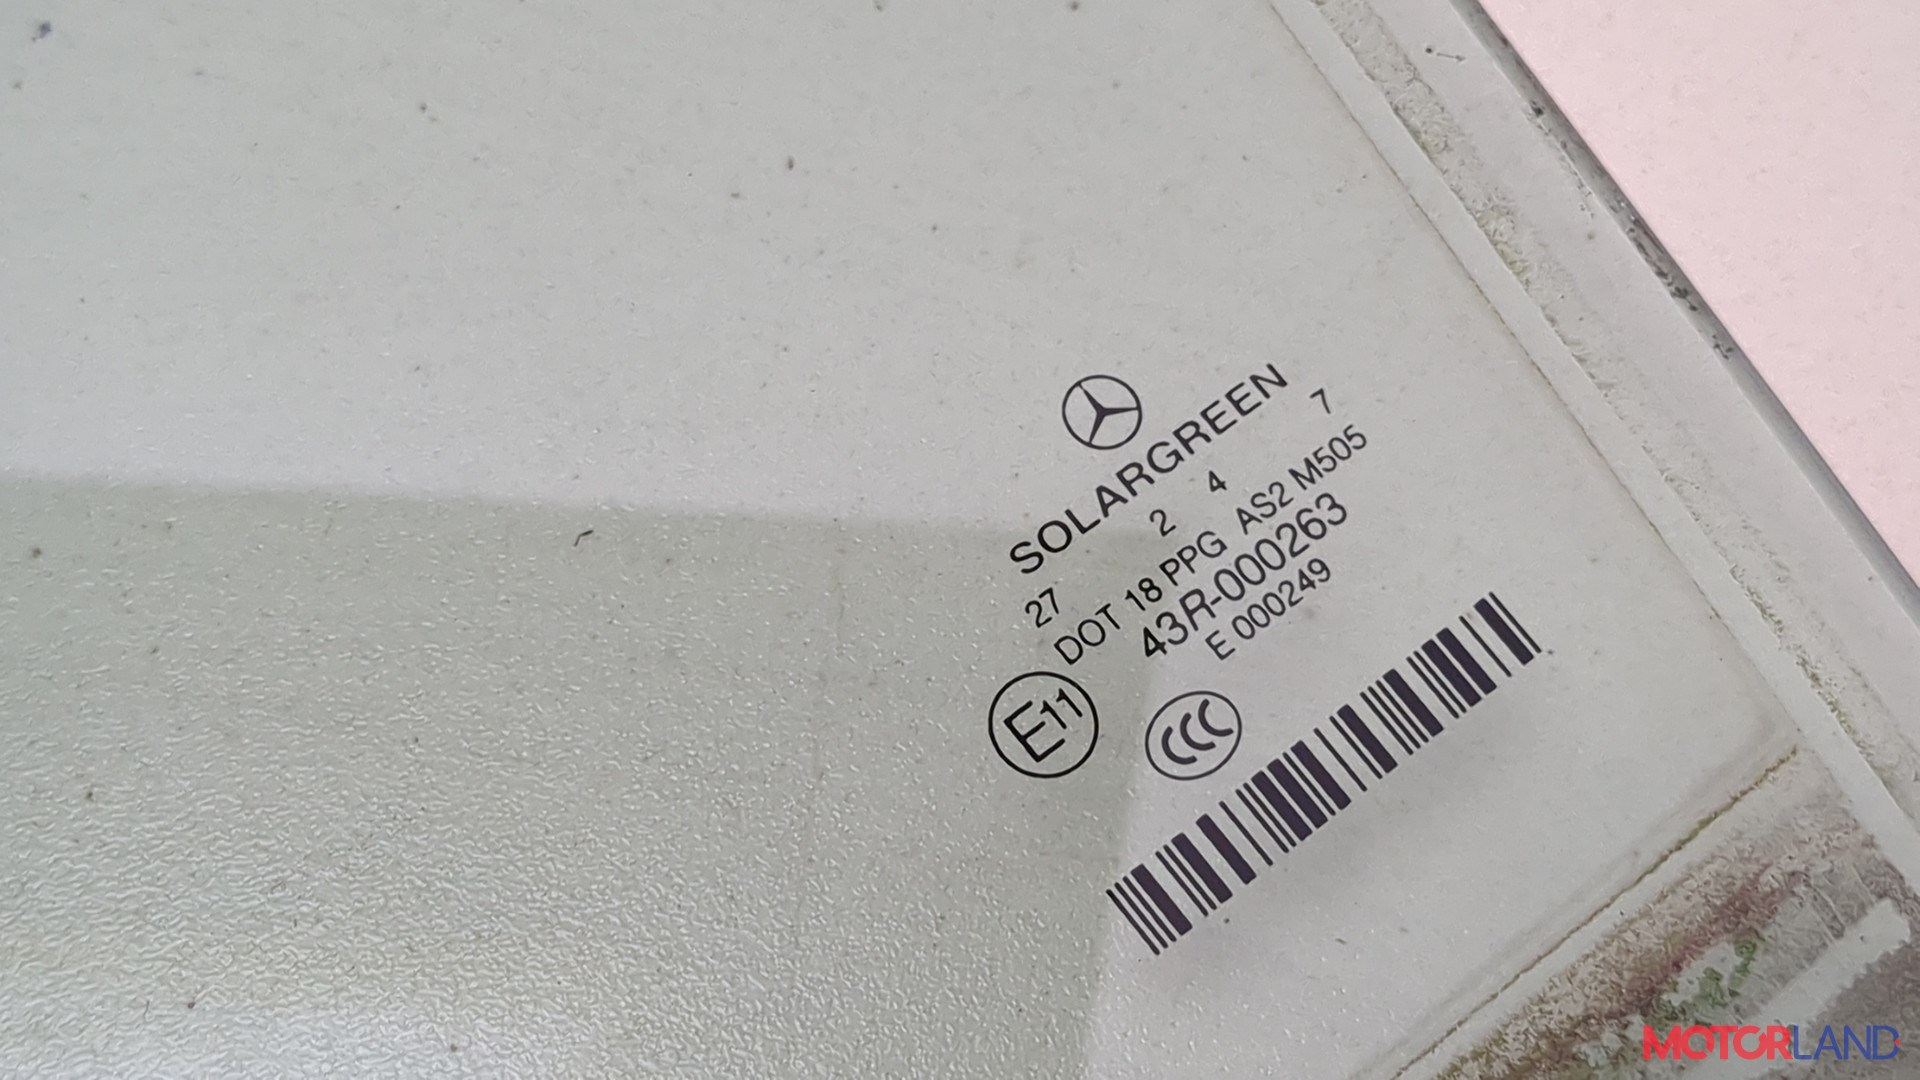 SOLARGREEN
27 2 4 7
DOT 18 PPG AS2 M505
43R-000263
E 000249
E11
CCC
MOTORLAND